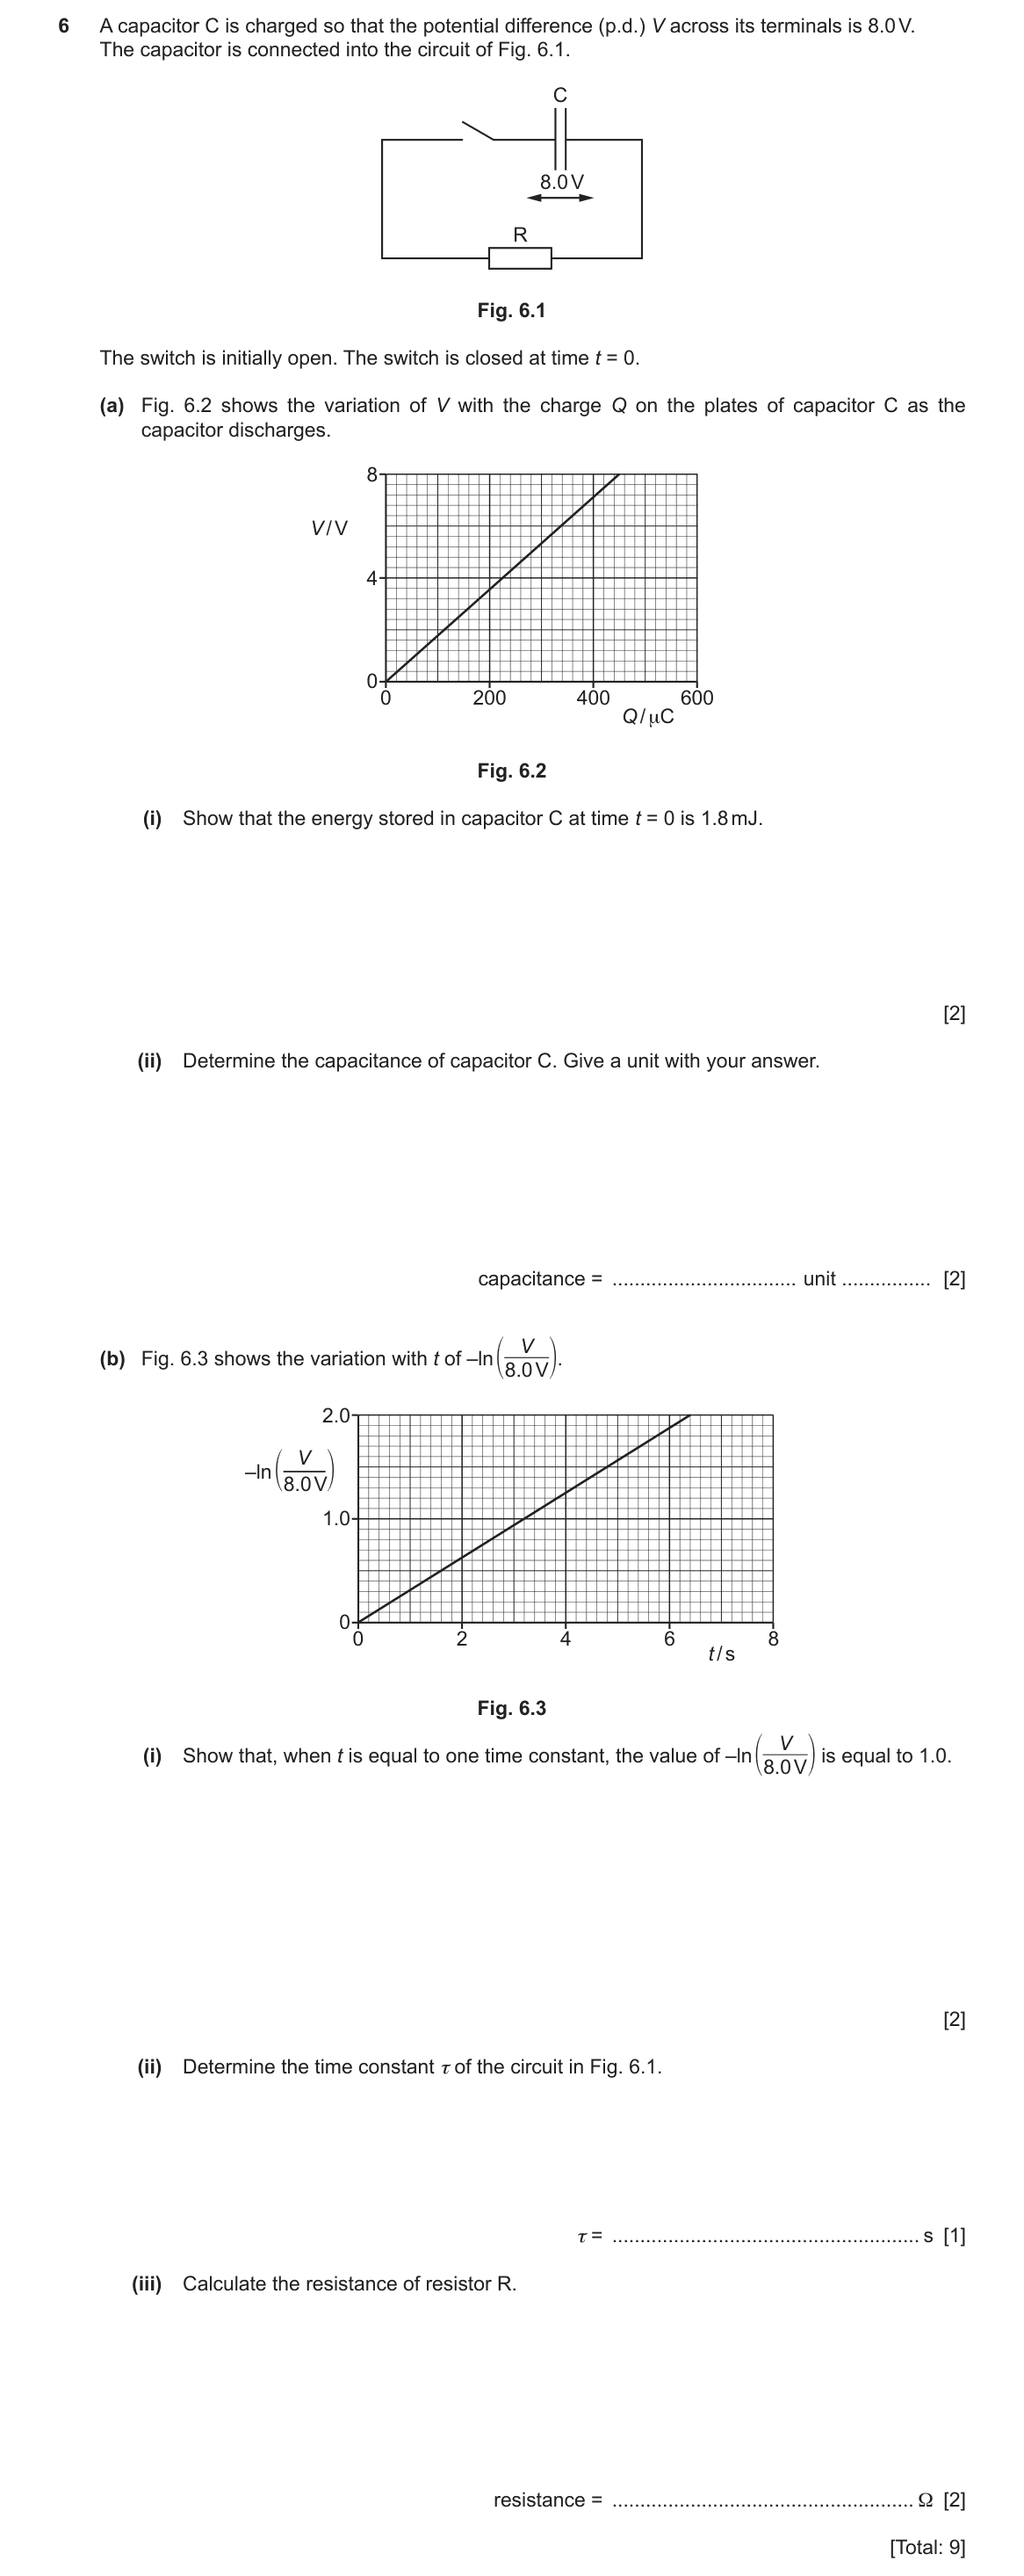 6 A capacitor C is charged so that the potential difference (p.d.) V across its terminals is 8.0 V.
The capacitor is connected into the circuit of Fig. 6.1.
C
8.0 V
R
Fig. 6.1
The switch is initially open. The switch is closed at time t = 0.
(a) Fig. 6.2 shows the variation of V with the charge Q on the plates of capacitor C as the
capacitor discharges.
8
V/V
4
0
0 200 400 600
Q/μC
Fig. 6.2
(i) Show that the energy stored in capacitor C at time t = 0 is 1.8 mJ.
[2]
(ii) Determine the capacitance of capacitor C. Give a unit with your answer.
capacitance = ................................. unit ................ [2]
(b) Fig. 6.3 shows the variation with t of –ln(V/8.0 V).
2.0
–ln(V/8.0 V)
1.0
0
0 2 4 6 8
t/s
Fig. 6.3
(i) Show that, when t is equal to one time constant, the value of –ln(V/8.0 V) is equal to 1.0.
[2]
(ii) Determine the time constant τ of the circuit in Fig. 6.1.
τ = ....................................................... s [1]
(iii) Calculate the resistance of resistor R.
resistance = ...................................................... Ω [2]
[Total: 9]